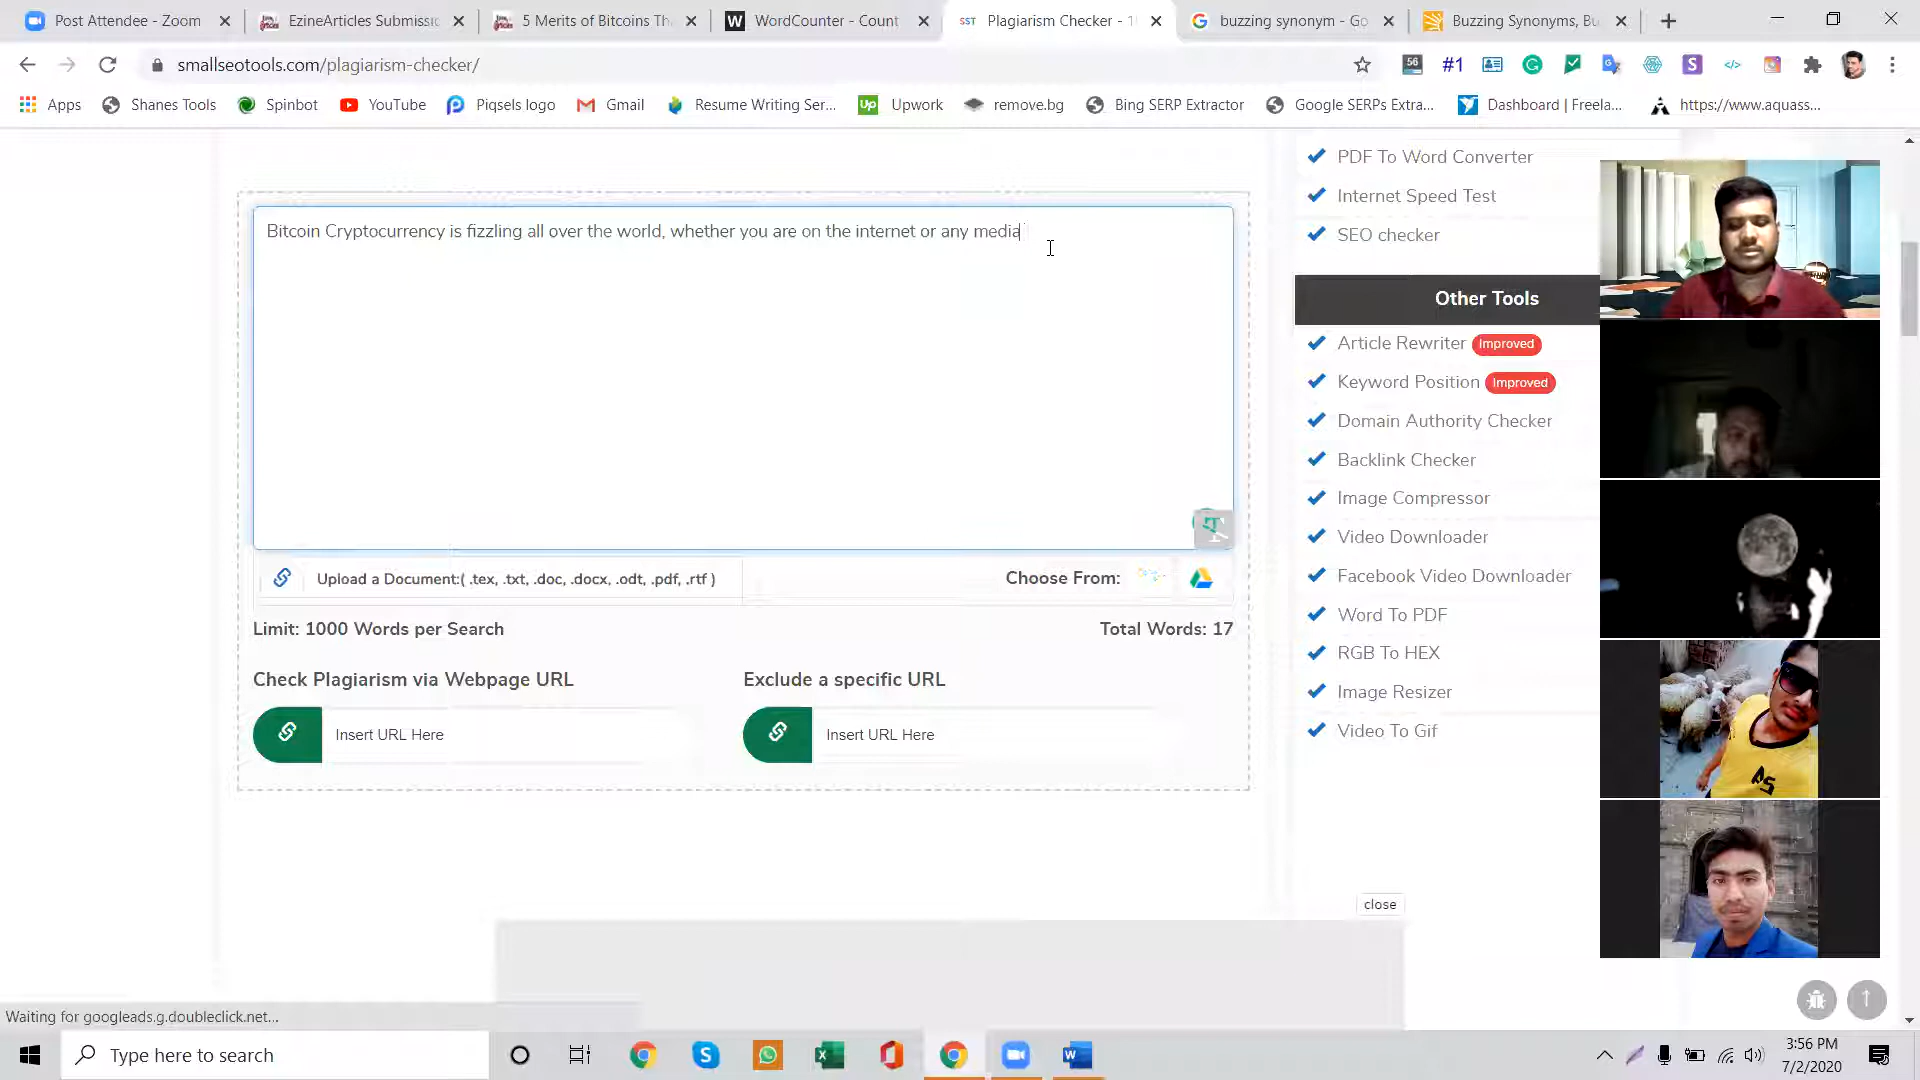 Post Attendee - Zoom
EzineArticles Submissic
5 Merits of Bitcoins Th
WordCounter - Count
SST Plagiarism Checker - 1
buzzing synonym - Go
Buzzing Synonyms, Bu
smallseotools.com/plagiarism-checker/
56 #1
Apps
Shanes Tools
Spinbot
YouTube
Piqsels logo
Gmail
Resume Writing Ser...
Up Upwork
remove.bg
Bing SERP Extractor
Google SERPs Extra...
Dashboard | Freela...
https://www.aquass...
Bitcoin Cryptocurrency is fizzling all over the world, whether you are on the internet or any media
Upload a Document:( .tex, .txt, .doc, .docx, .odt, .pdf, .rtf )
Choose From:
Limit: 1000 Words per Search
Total Words: 17
Check Plagiarism via Webpage URL
Exclude a specific URL
Insert URL Here
Insert URL Here
PDF To Word Converter
Internet Speed Test
SEO checker
Other Tools
Article Rewriter Improved
Keyword Position Improved
Domain Authority Checker
Backlink Checker
Image Compressor
Video Downloader
Facebook Video Downloader
Word To PDF
RGB To HEX
Image Resizer
Video To Gif
close
Waiting for googleads.g.doubleclick.net...
Type here to search
3:56 PM
7/2/2020